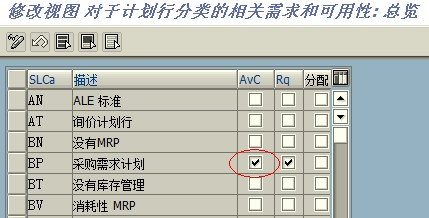 修改视图 对于计划行分类的相关需求和可用性: 总览
SLCa 描述 AvC Rq 分配
AN ALE 标准
AT 询价计划行
BN 没有MRP
BP 采购需求计划
BT 没有库存管理
BV 消耗性 MRP